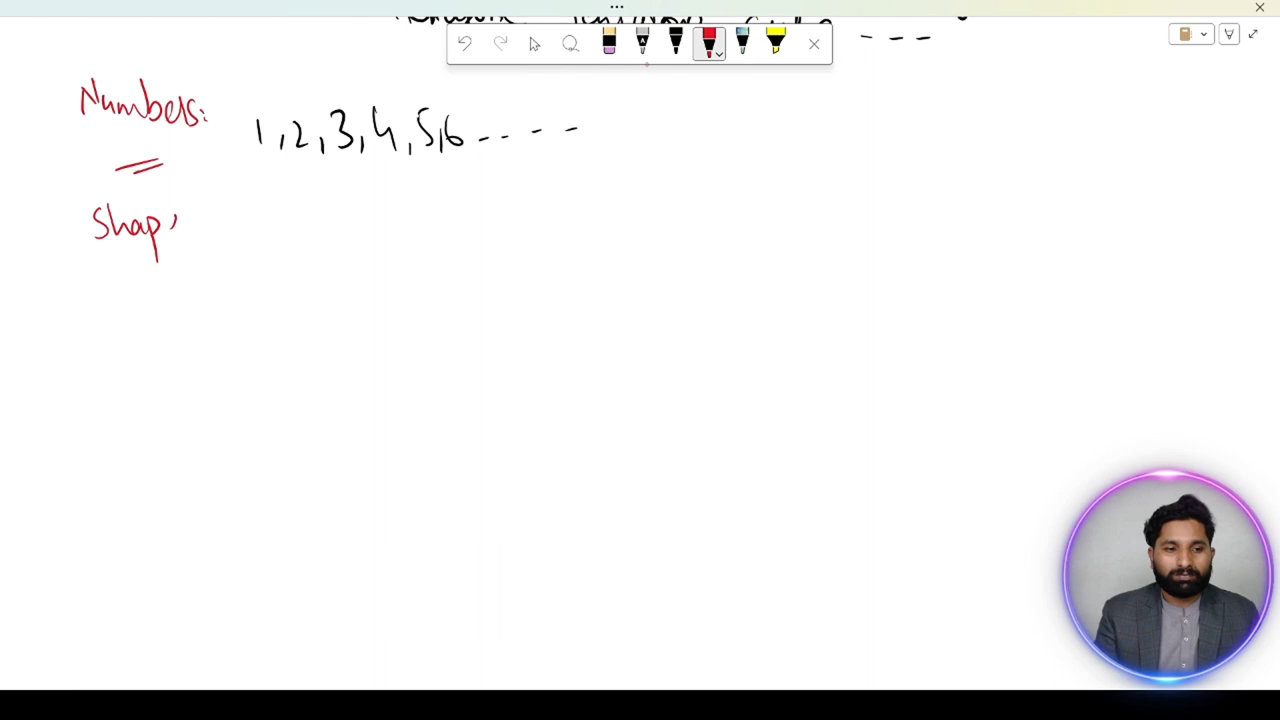 - - -
Numbers: 1, 2, 3, 4, 5, 6 - - - -
Shap